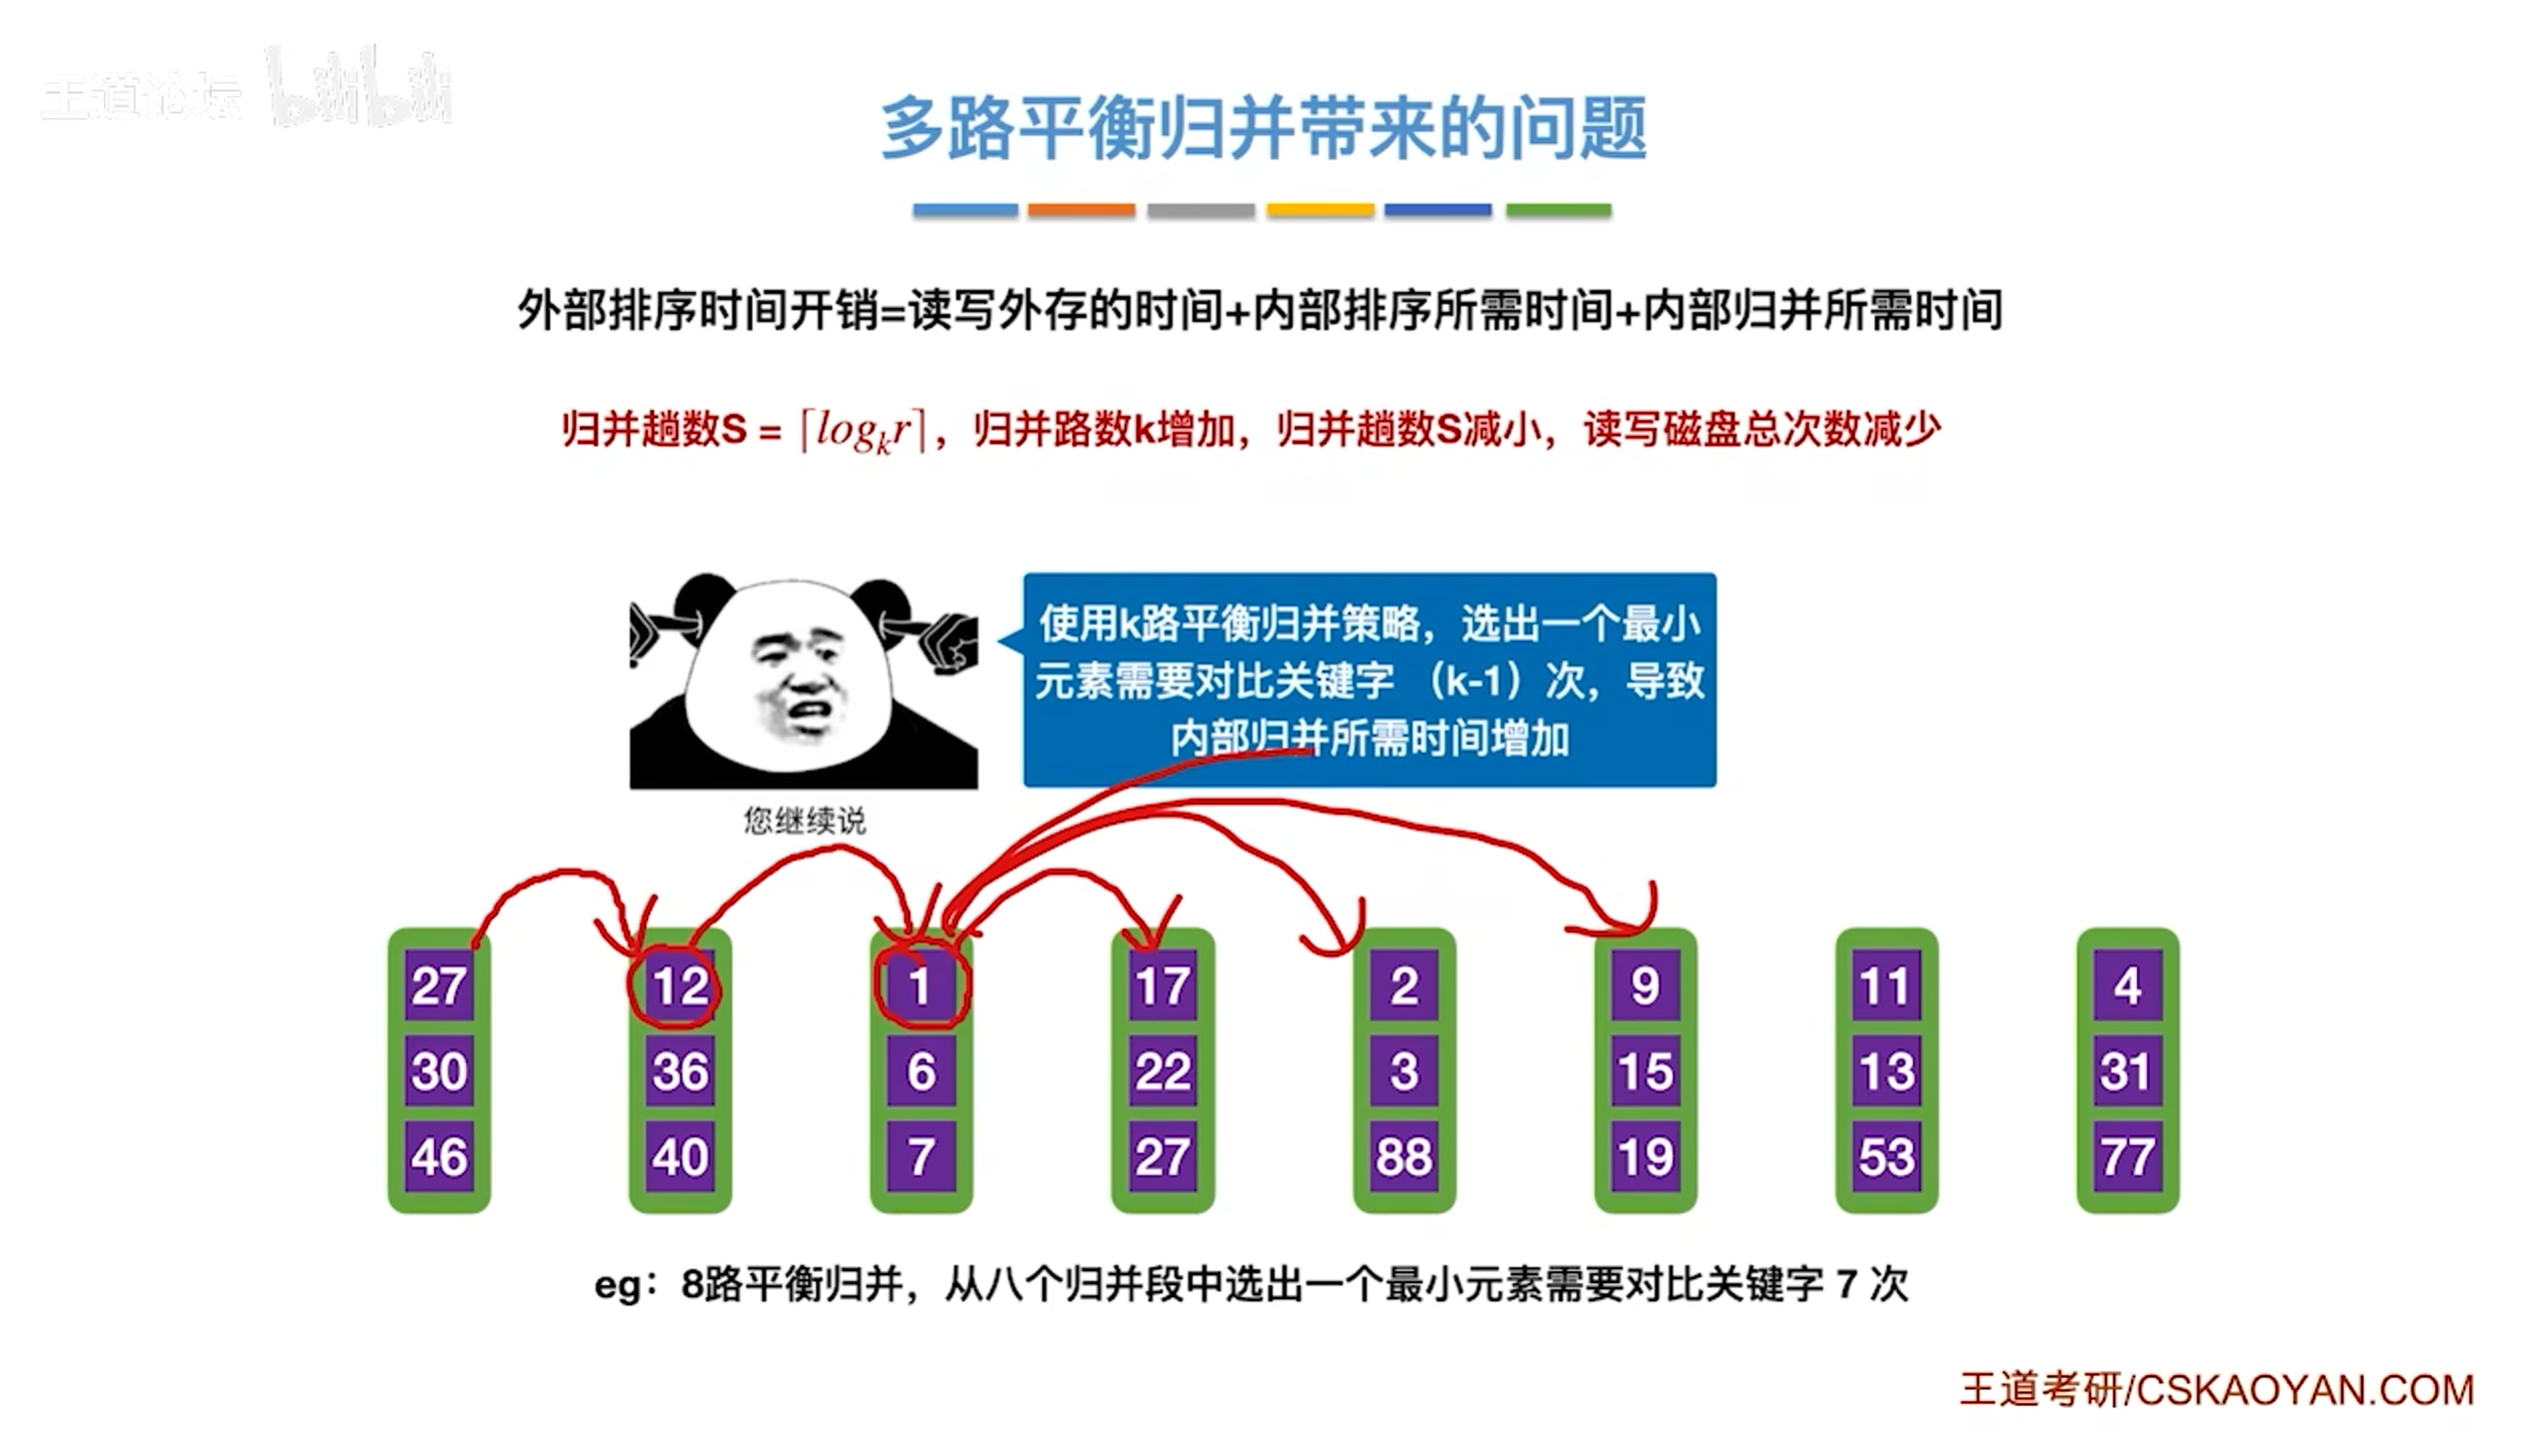 王道论坛 bilibili
多路平衡归并带来的问题
外部排序时间开销=读写外存的时间+内部排序所需时间+内部归并所需时间
归并趟数S = ⌈logₖr⌉，归并路数k增加，归并趟数S减小，读写磁盘总次数减少
使用k路平衡归并策略，选出一个最小
元素需要对比关键字 （k-1）次，导致
内部归并所需时间增加
您继续说
27 12 1 17 2 9 11 4
30 36 6 22 3 15 13 31
46 40 7 27 88 19 53 77
eg：8路平衡归并，从八个归并段中选出一个最小元素需要对比关键字 7 次
王道考研/CSKAOYAN.COM